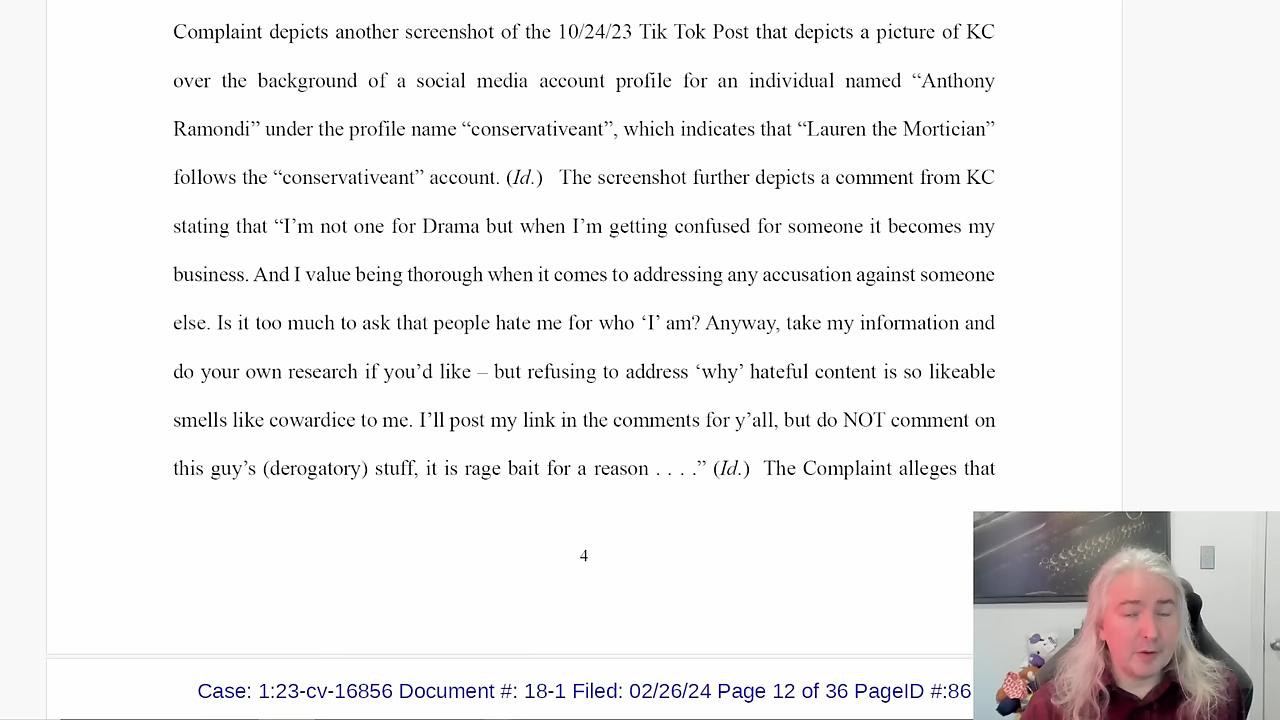 Complaint depicts another screenshot of the 10/24/23 Tik Tok Post that depicts a picture of KC
over the background of a social media account profile for an individual named “Anthony
Ramondi” under the profile name “conservativeant”, which indicates that “Lauren the Mortician”
follows the “conservativeant” account. (Id.) The screenshot further depicts a comment from KC
stating that “I’m not one for Drama but when I’m getting confused for someone it becomes my
business. And I value being thorough when it comes to addressing any accusation against someone
else. Is it too much to ask that people hate me for who ‘I’ am? Anyway, take my information and
do your own research if you’d like – but refusing to address ‘why’ hateful content is so likeable
smells like cowardice to me. I’ll post my link in the comments for y’all, but do NOT comment on
this guy’s (derogatory) stuff, it is rage bait for a reason . . . .” (Id.) The Complaint alleges that
4
Case: 1:23-cv-16856 Document #: 18-1 Filed: 02/26/24 Page 12 of 36 PageID #:86